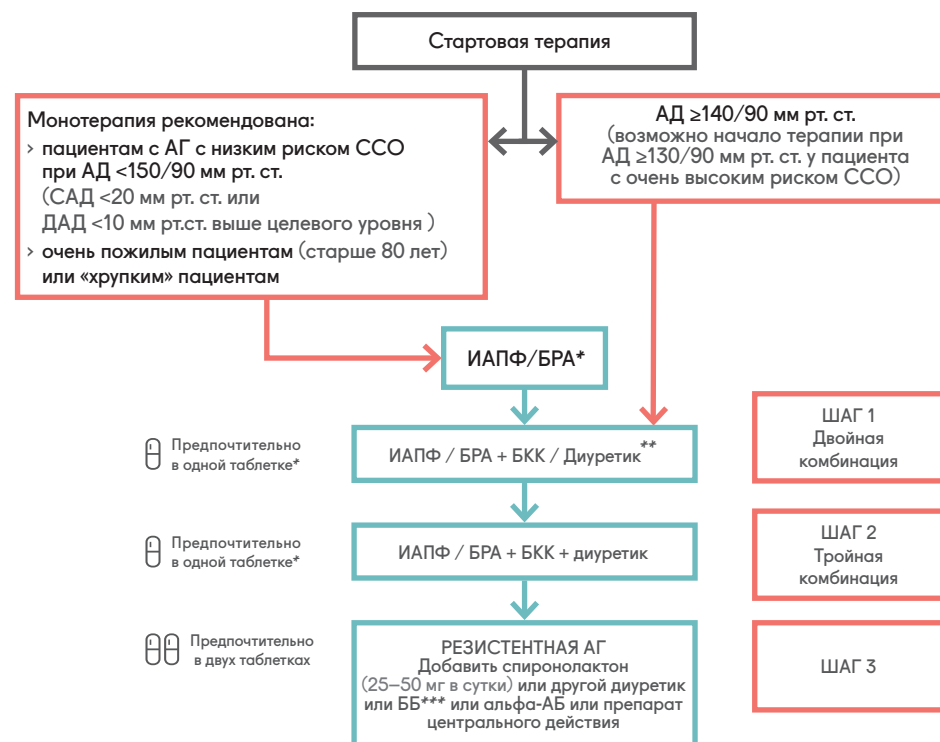 Стартовая терапия
Монотерапия рекомендована:
› пациентам с АГ с низким риском ССО
при АД <150/90 мм рт. ст.
(САД <20 мм рт. ст. или
ДАД <10 мм рт.ст. выше целевого уровня )
› очень пожилым пациентам (старше 80 лет)
или «хрупким» пациентам
АД ≥140/90 мм рт. ст.
(возможно начало терапии при
АД ≥130/90 мм рт. ст. у пациента
с очень высоким риском ССО)
ИАПФ/БРА*
Предпочтительно
в одной таблетке*
ИАПФ / БРА + БКК / Диуретик**
ШАГ 1
Двойная
комбинация
Предпочтительно
в одной таблетке*
ИАПФ / БРА + БКК + диуретик
ШАГ 2
Тройная
комбинация
Предпочтительно
в двух таблетках
РЕЗИСТЕНТНАЯ АГ
Добавить спиронолактон
(25–50 мг в сутки) или другой диуретик
или ББ*** или альфа-АБ или препарат
центрального действия
ШАГ 3